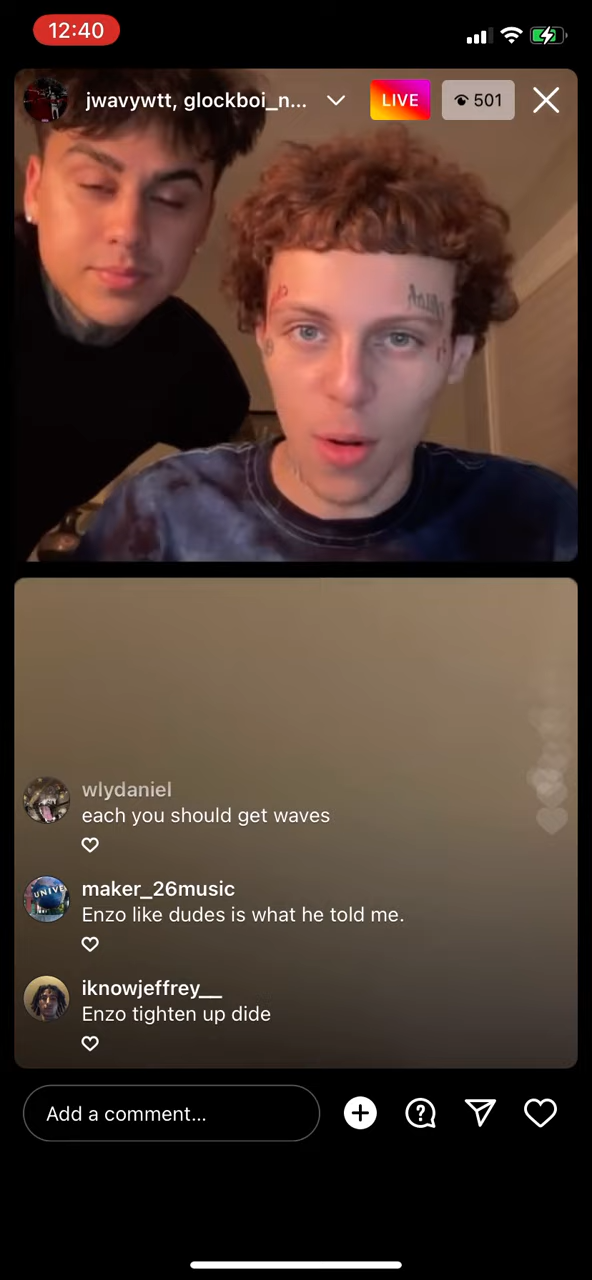 12:40
jwavywtt, glockboi_n...
LIVE
501
wlydaniel
each you should get waves
maker_26music
Enzo like dudes is what he told me.
iknowjeffrey__
Enzo tighten up dide
Add a comment...